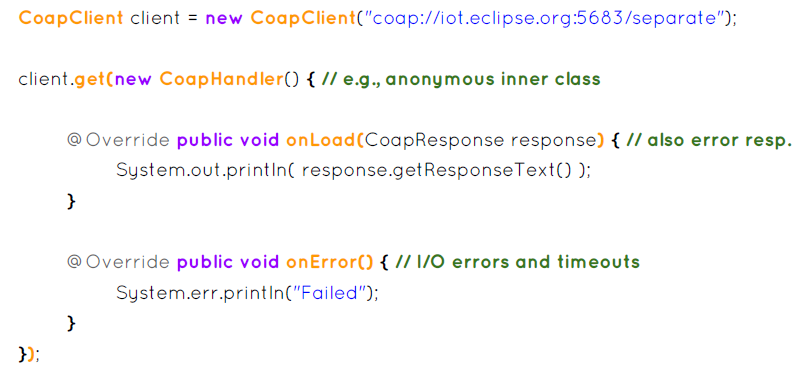 CoapClient client = new CoapClient("coap://iot.eclipse.org:5683/separate");
client.get(new CoapHandler() { // e.g., anonymous inner class
@Override public void onLoad(CoapResponse response) { // also error resp.
System.out.println( response.getResponseText() );
}
@Override public void onError() { // I/O errors and timeouts
System.err.println("Failed");
}
});